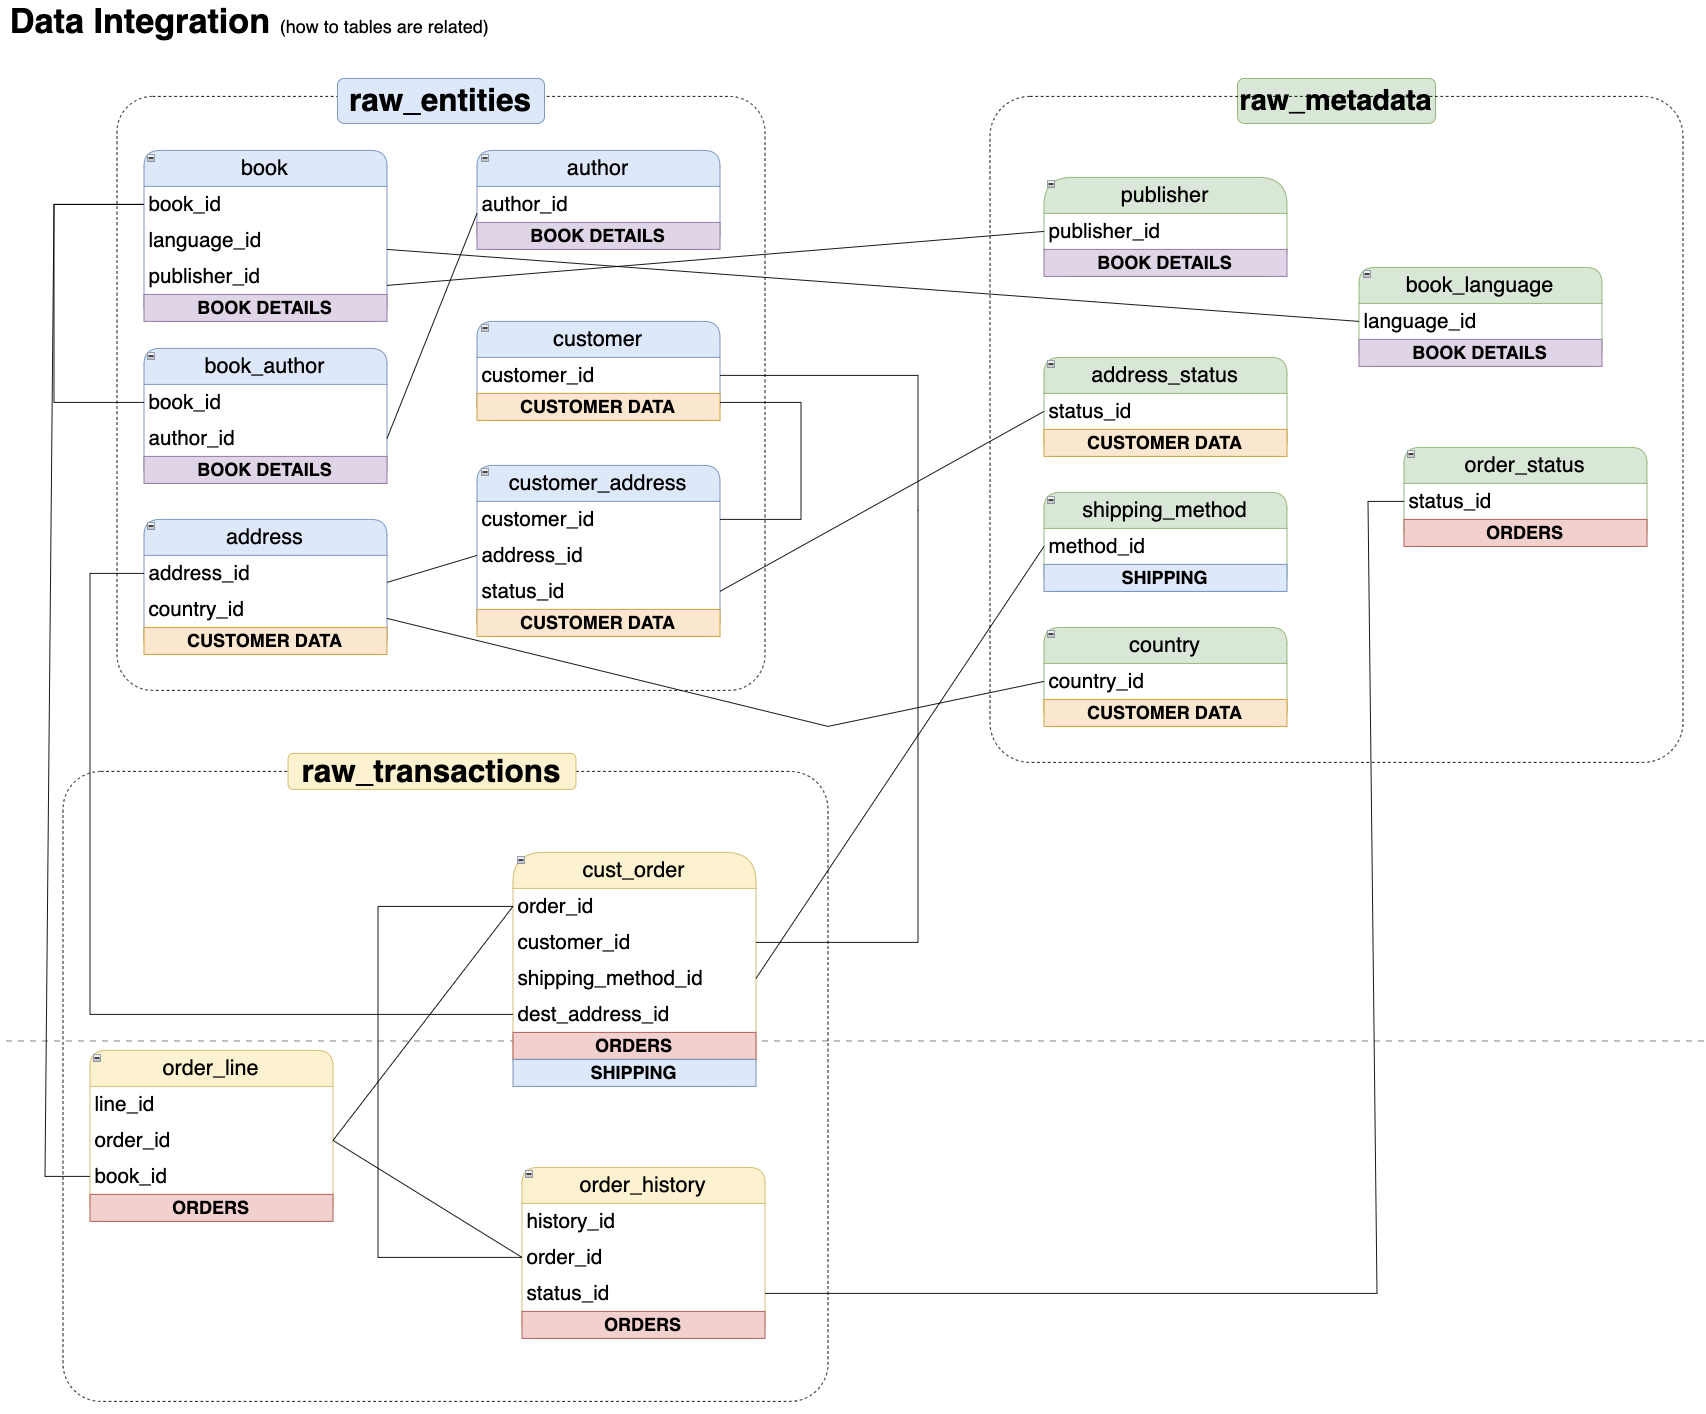 Data Integration (how to tables are related)
raw_entities
book
book_id
language_id
publisher_id
BOOK DETAILS
author
author_id
BOOK DETAILS
book_author
book_id
author_id
BOOK DETAILS
customer
customer_id
CUSTOMER DATA
customer_address
customer_id
address_id
status_id
CUSTOMER DATA
address
address_id
country_id
CUSTOMER DATA
raw_metadata
publisher
publisher_id
BOOK DETAILS
book_language
language_id
BOOK DETAILS
address_status
status_id
CUSTOMER DATA
order_status
status_id
ORDERS
shipping_method
method_id
SHIPPING
country
country_id
CUSTOMER DATA
raw_transactions
cust_order
order_id
customer_id
shipping_method_id
dest_address_id
ORDERS
SHIPPING
order_line
line_id
order_id
book_id
ORDERS
order_history
history_id
order_id
status_id
ORDERS